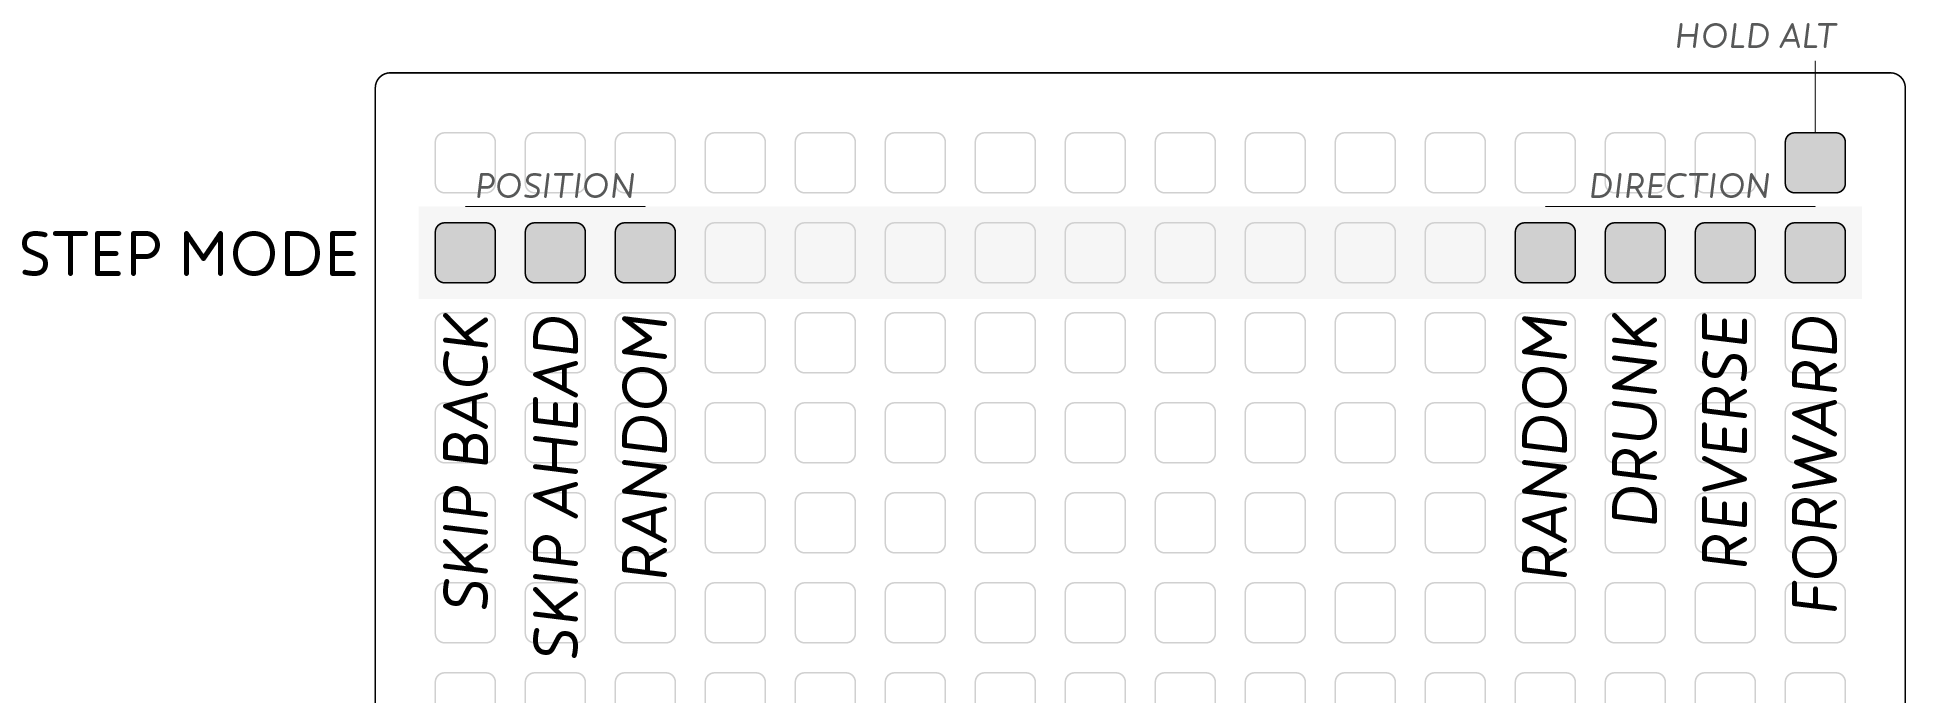 HOLD ALT
POSITION
DIRECTION
STEP MODE
SKIP BACK
SKIP AHEAD
RANDOM
RANDOM
DRUNK
REVERSE
FORWARD